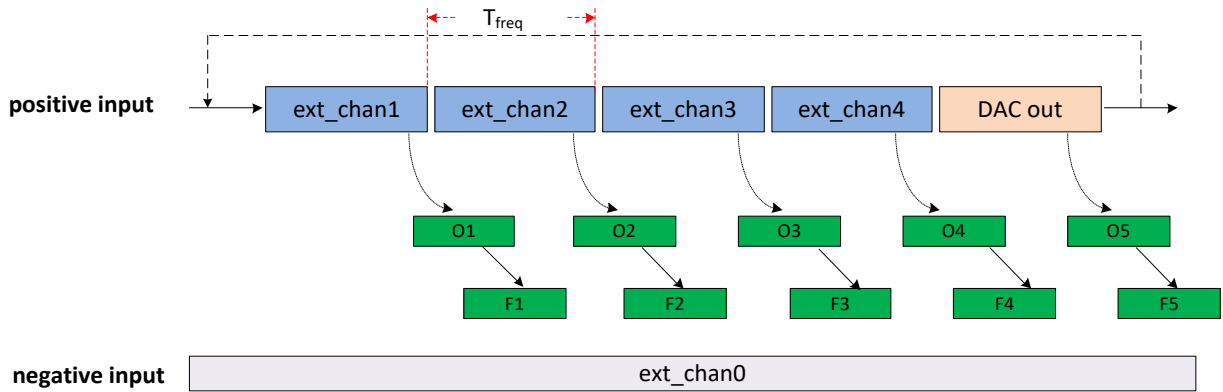 T_freq
positive input
ext_chan1 ext_chan2 ext_chan3 ext_chan4 DAC out
O1 O2 O3 O4 O5
F1 F2 F3 F4 F5
negative input
ext_chan0